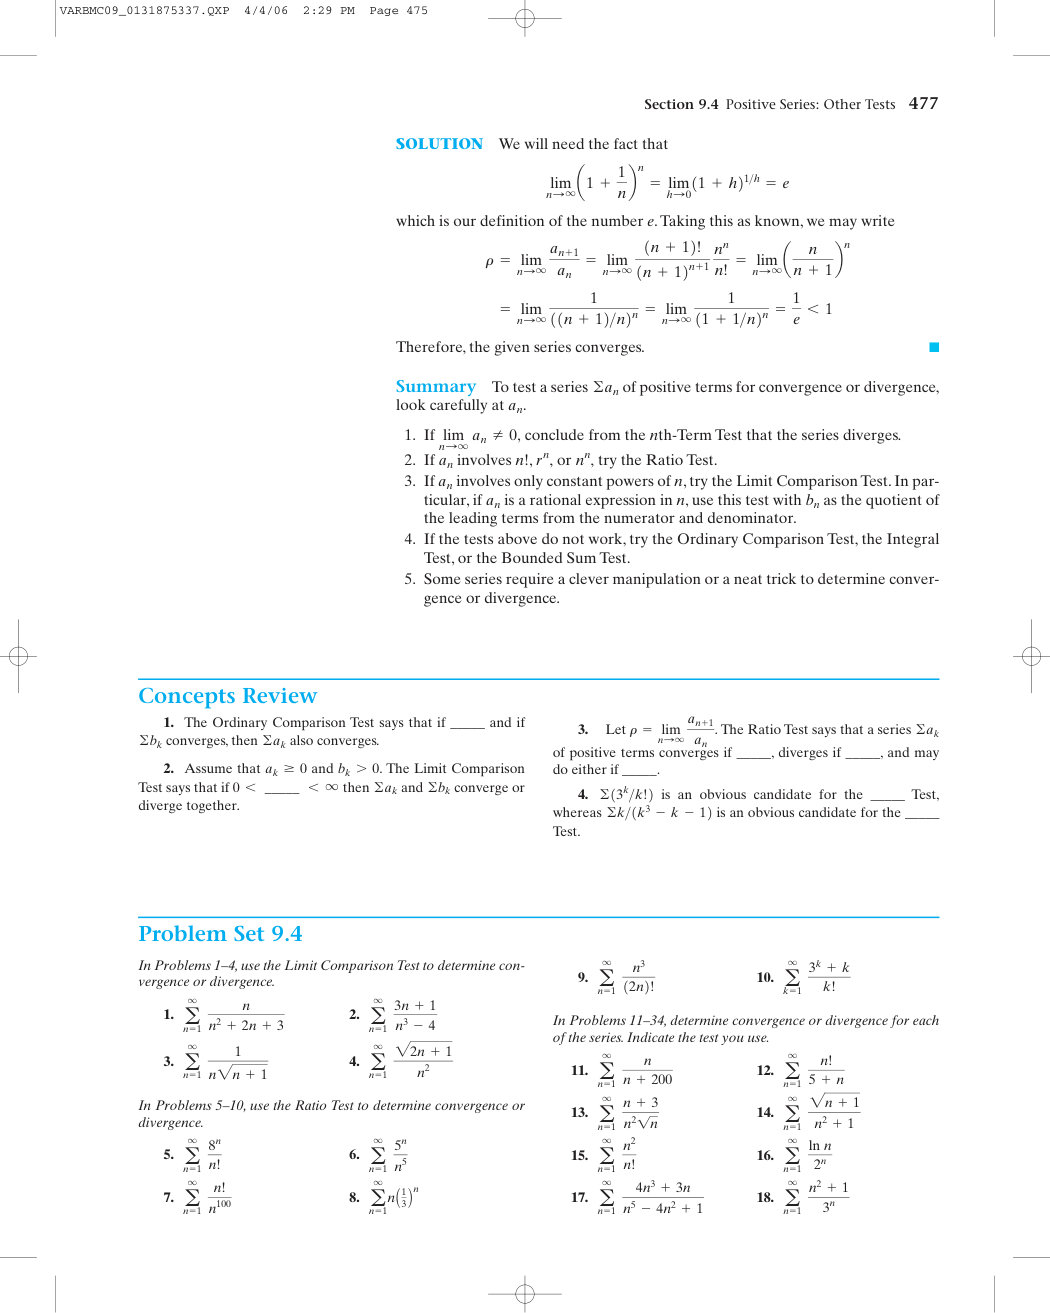 VARBMC09_0131875337.QXP 4/4/06 2:29 PM Page 475
Section 9.4 Positive Series: Other Tests 477
SOLUTION We will need the fact that
lim_{n→∞} (1 + 1/n)^n = lim_{h→0} (1 + h)^{1/h} = e
which is our definition of the number e. Taking this as known, we may write
ρ = lim_{n→∞} a_{n+1}/a_n = lim_{n→∞} (n + 1)!/(n + 1)^{n+1} n^n/n! = lim_{n→∞} (n/(n + 1))^n
= lim_{n→∞} 1/((n + 1)/n)^n = lim_{n→∞} 1/(1 + 1/n)^n = 1/e < 1
Therefore, the given series converges.
Summary To test a series Σa_n of positive terms for convergence or divergence,
look carefully at a_n.
1. If lim_{n→∞} a_n ≠ 0, conclude from the nth-Term Test that the series diverges.
2. If a_n involves n!, r^n, or n^n, try the Ratio Test.
3. If a_n involves only constant powers of n, try the Limit Comparison Test. In par-
ticular, if a_n is a rational expression in n, use this test with b_n as the quotient of
the leading terms from the numerator and denominator.
4. If the tests above do not work, try the Ordinary Comparison Test, the Integral
Test, or the Bounded Sum Test.
5. Some series require a clever manipulation or a neat trick to determine conver-
gence or divergence.
Concepts Review
1. The Ordinary Comparison Test says that if _____ and if
Σb_k converges, then Σa_k also converges.
2. Assume that a_k ≥ 0 and b_k > 0. The Limit Comparison
Test says that if 0 < _____ < ∞ then Σa_k and Σb_k converge or
diverge together.
3. Let ρ = lim_{n→∞} a_{n+1}/a_n. The Ratio Test says that a series Σa_k
of positive terms converges if _____, diverges if _____, and may
do either if _____.
4. Σ(3^k/k!) is an obvious candidate for the _____ Test,
whereas Σk/(k^3 − k − 1) is an obvious candidate for the _____
Test.
Problem Set 9.4
In Problems 1–4, use the Limit Comparison Test to determine con-
vergence or divergence.
1. ∑_{n=1}^{∞} n/(n^2 + 2n + 3) 2. ∑_{n=1}^{∞} (3n + 1)/(n^3 − 4)
3. ∑_{n=1}^{∞} 1/(n√(n + 1)) 4. ∑_{n=1}^{∞} √(2n + 1)/n^2
In Problems 5–10, use the Ratio Test to determine convergence or
divergence.
5. ∑_{n=1}^{∞} 8^n/n! 6. ∑_{n=1}^{∞} 5^n/n^5
7. ∑_{n=1}^{∞} n!/n^{100} 8. ∑_{n=1}^{∞} n(1/3)^n
9. ∑_{n=1}^{∞} n^3/(2n)! 10. ∑_{k=1}^{∞} (3^k + k)/k!
In Problems 11–34, determine convergence or divergence for each
of the series. Indicate the test you use.
11. ∑_{n=1}^{∞} n/(n + 200) 12. ∑_{n=1}^{∞} n!/(5 + n)
13. ∑_{n=1}^{∞} (n + 3)/(n^2√n) 14. ∑_{n=1}^{∞} √(n + 1)/(n^2 + 1)
15. ∑_{n=1}^{∞} n^2/n! 16. ∑_{n=1}^{∞} ln n/2^n
17. ∑_{n=1}^{∞} (4n^3 + 3n)/(n^5 − 4n^2 + 1) 18. ∑_{n=1}^{∞} (n^2 + 1)/3^n